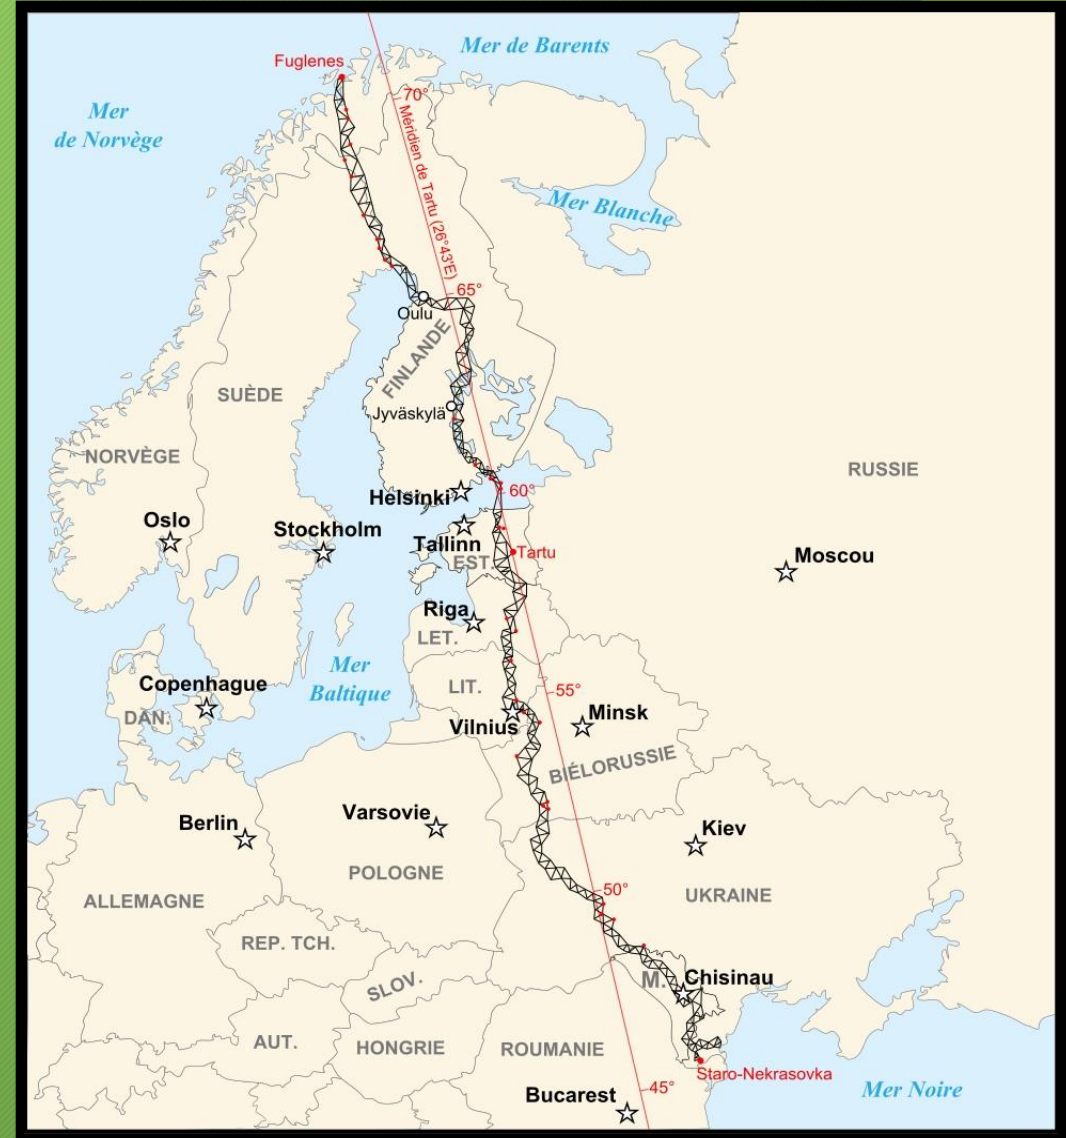 Mer de Barents
Fuglenes
70°
Mer
de Norvège
Méridien de Tartu (26°43'E)
Mer Blanche
65°
Oulu
FINLANDE
SUÈDE
Jyväskylä
NORVÈGE
RUSSIE
Helsinki
60°
Oslo
Stockholm
Tallinn
Tartu
Moscou
EST.
Riga
LET.
Mer
Baltique
LIT.
55°
Copenhague
DAN.
Vilnius
Minsk
BIÉLORUSSIE
Berlin
Varsovie
Kiev
POLOGNE
50°
UKRAINE
ALLEMAGNE
REP. TCH.
SLOV.
M.
Chisinau
AUT.
HONGRIE
ROUMANIE
Staro-Nekrasovka
45°
Bucarest
Mer Noire